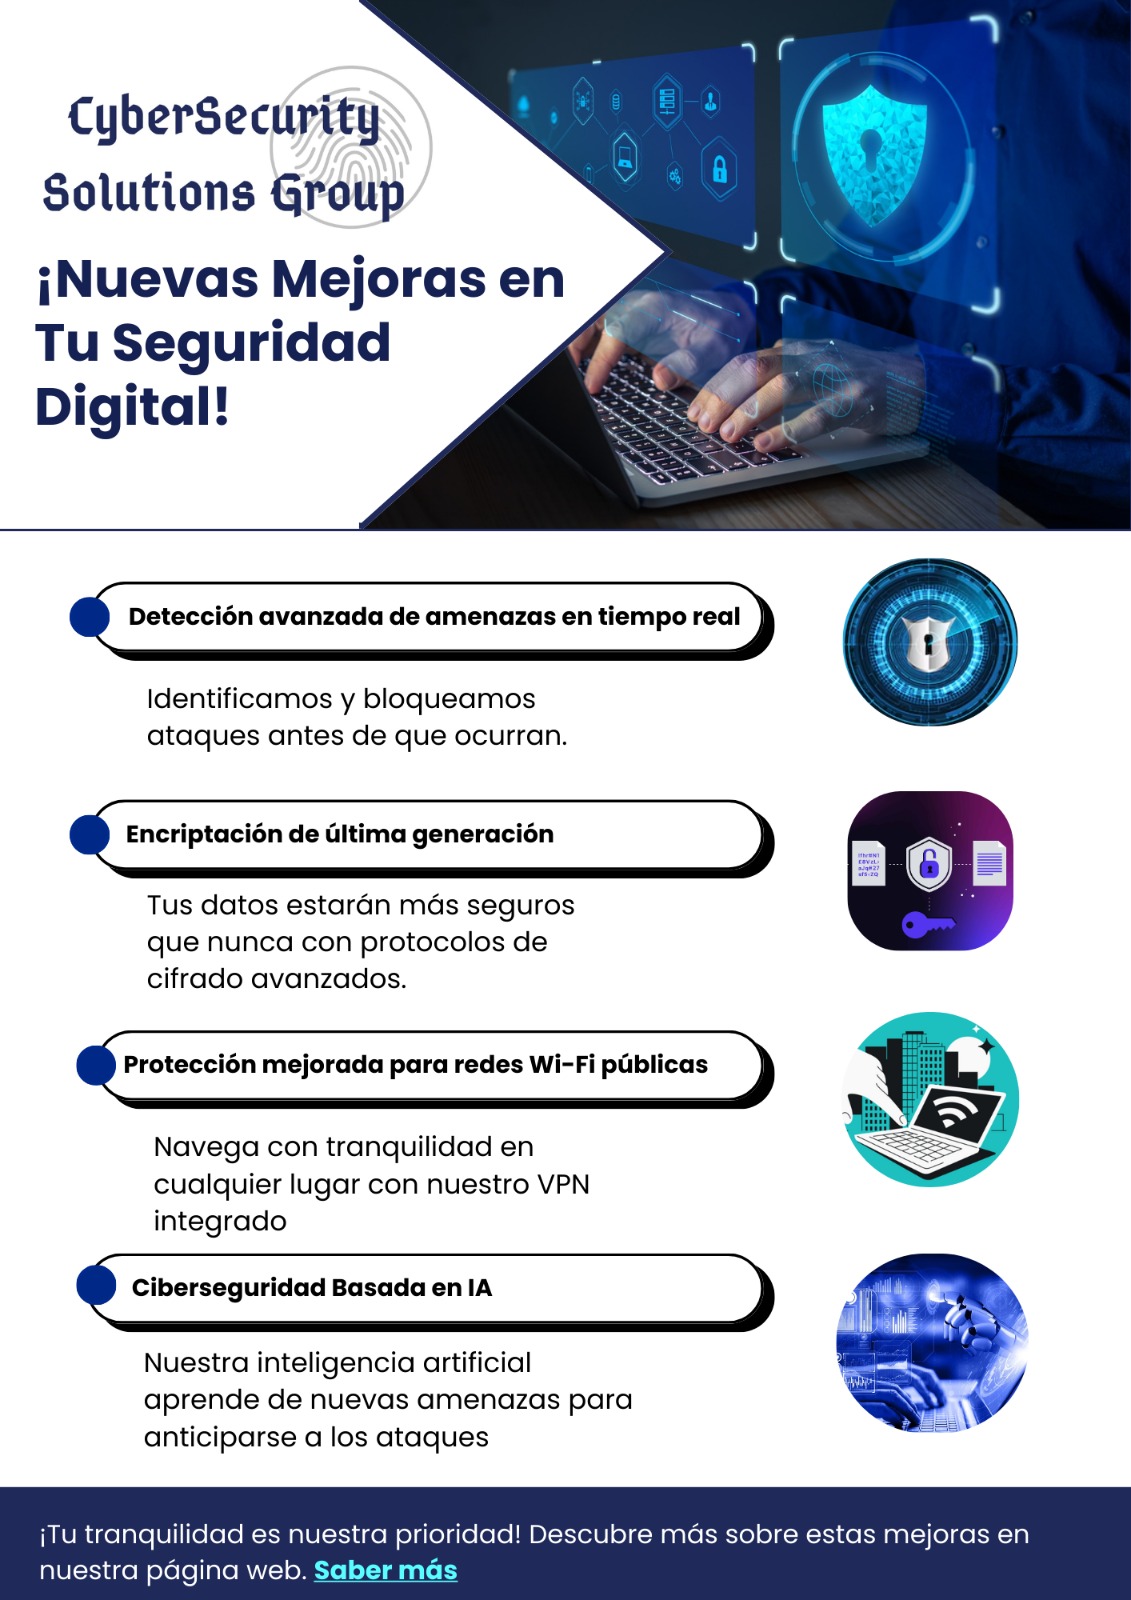 CyberSecurity
Solutions Group
¡Nuevas Mejoras en
Tu Seguridad
Digital!
Detección avanzada de amenazas en tiempo real
Identificamos y bloqueamos
ataques antes de que ocurran.
Encriptación de última generación
Tus datos estarán más seguros
que nunca con protocolos de
cifrado avanzados.
Protección mejorada para redes Wi-Fi públicas
Navega con tranquilidad en
cualquier lugar con nuestro VPN
integrado
Ciberseguridad Basada en IA
Nuestra inteligencia artificial
aprende de nuevas amenazas para
anticiparse a los ataques
¡Tu tranquilidad es nuestra prioridad! Descubre más sobre estas mejoras en
nuestra página web. Saber más